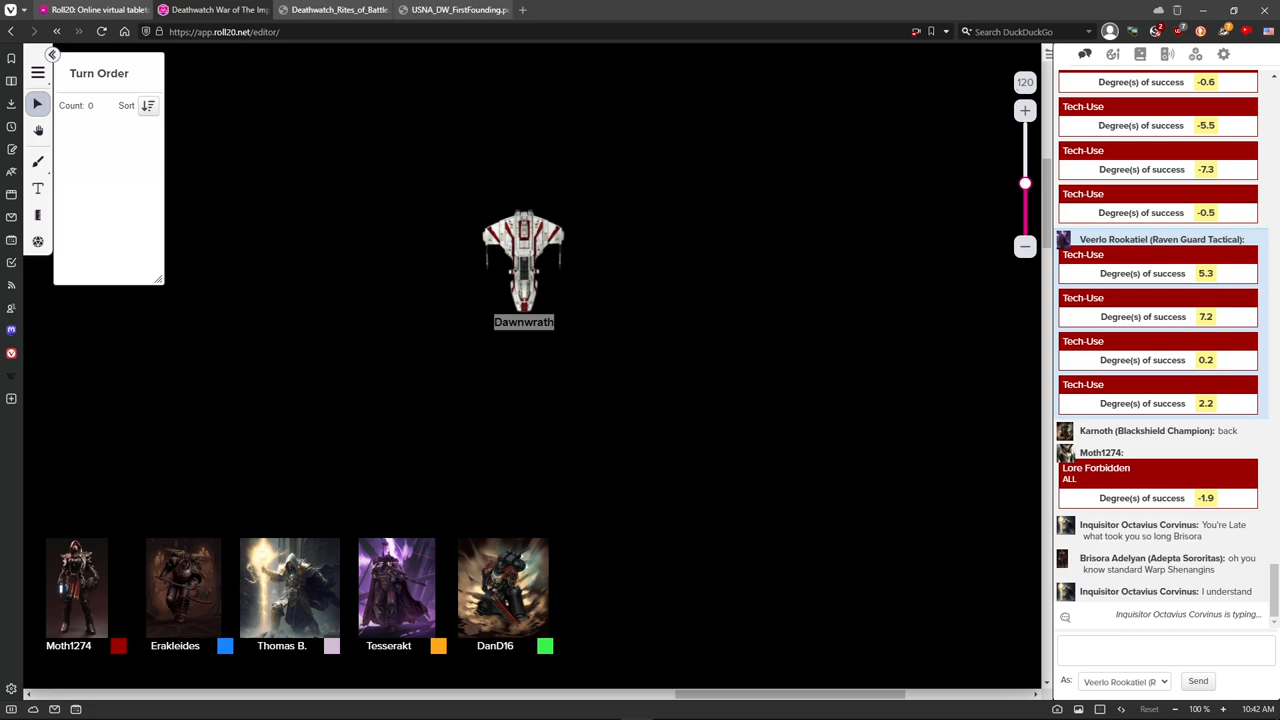 Roll20: Online virtual tablet
Deathwatch War of The Imp
Deathwatch_Rites_of_Battle.
USNA_DW_FirstFounding.p
https://app.roll20.net/editor/
2
7
7
Search DuckDuckGo
Turn Order
Count: 0
Sort
120
Dawnwrath
Moth1274
Erakleides
Thomas B.
Tesserakt
DanD16
Degree(s) of success -0.6
Tech-Use
Degree(s) of success -5.5
Tech-Use
Degree(s) of success -7.3
Tech-Use
Degree(s) of success -0.5
Veerlo Rookatiel (Raven Guard Tactical):
Tech-Use
Degree(s) of success 5.3
Tech-Use
Degree(s) of success 7.2
Tech-Use
Degree(s) of success 0.2
Tech-Use
Degree(s) of success 2.2
Karnoth (Blackshield Champion): back
Moth1274:
Lore Forbidden
ALL
Degree(s) of success -1.9
Inquisitor Octavius Corvinus: You're Late
what took you so long Brisora
Brisora Adelyan (Adepta Sororitas): oh you
know standard Warp Shenangins
Inquisitor Octavius Corvinus: I understand
Inquisitor Octavius Corvinus is typing...
As:
Veerlo Rookatiel (R
Send
Reset
100 %
10:42 AM